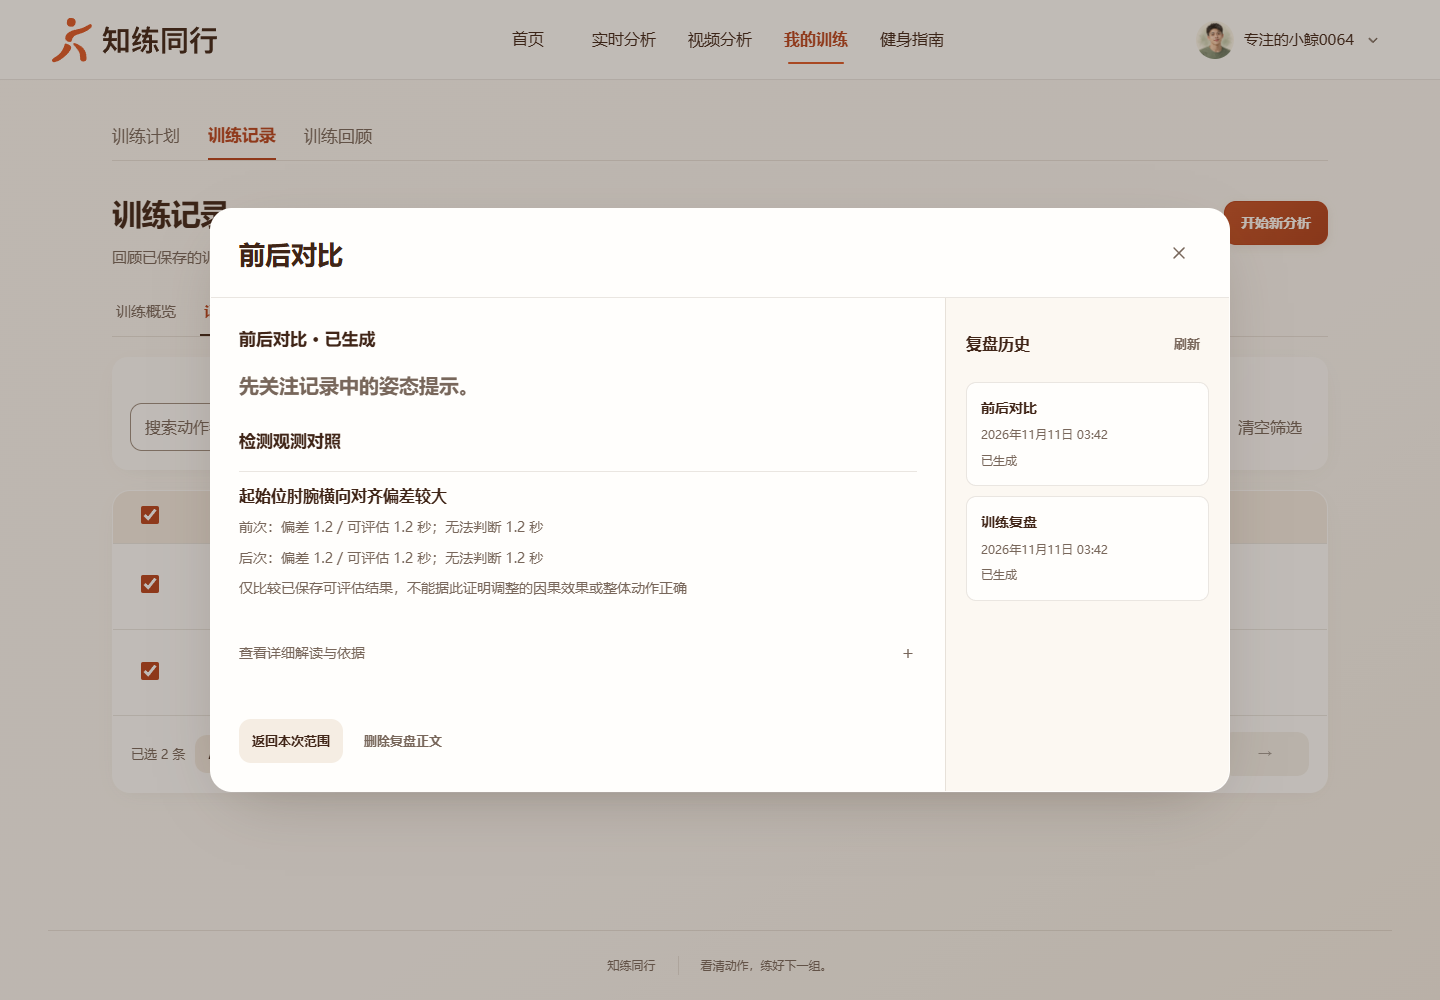 知练同行
首页
实时分析
视频分析
我的训练
健身指南
专注的小鲸0064
训练计划
训练记录
训练回顾
训练记录
开始新分析
回顾已保存的
训练概览
搜索动作
清空筛选
已选 2 条
→
前后对比
×
前后对比 • 已生成
先关注记录中的姿态提示。
检测观测对照
起始位肘腕横向对齐偏差较大
前次：偏差 1.2 / 可评估 1.2 秒；无法判断 1.2 秒
后次：偏差 1.2 / 可评估 1.2 秒；无法判断 1.2 秒
仅比较已保存可评估结果，不能据此证明调整的因果效果或整体动作正确
查看详细解读与依据
+
返回本次范围
删除复盘正文
复盘历史
刷新
前后对比
2026年11月11日 03:42
已生成
训练复盘
2026年11月11日 03:42
已生成
知练同行
看清动作，练好下一组。